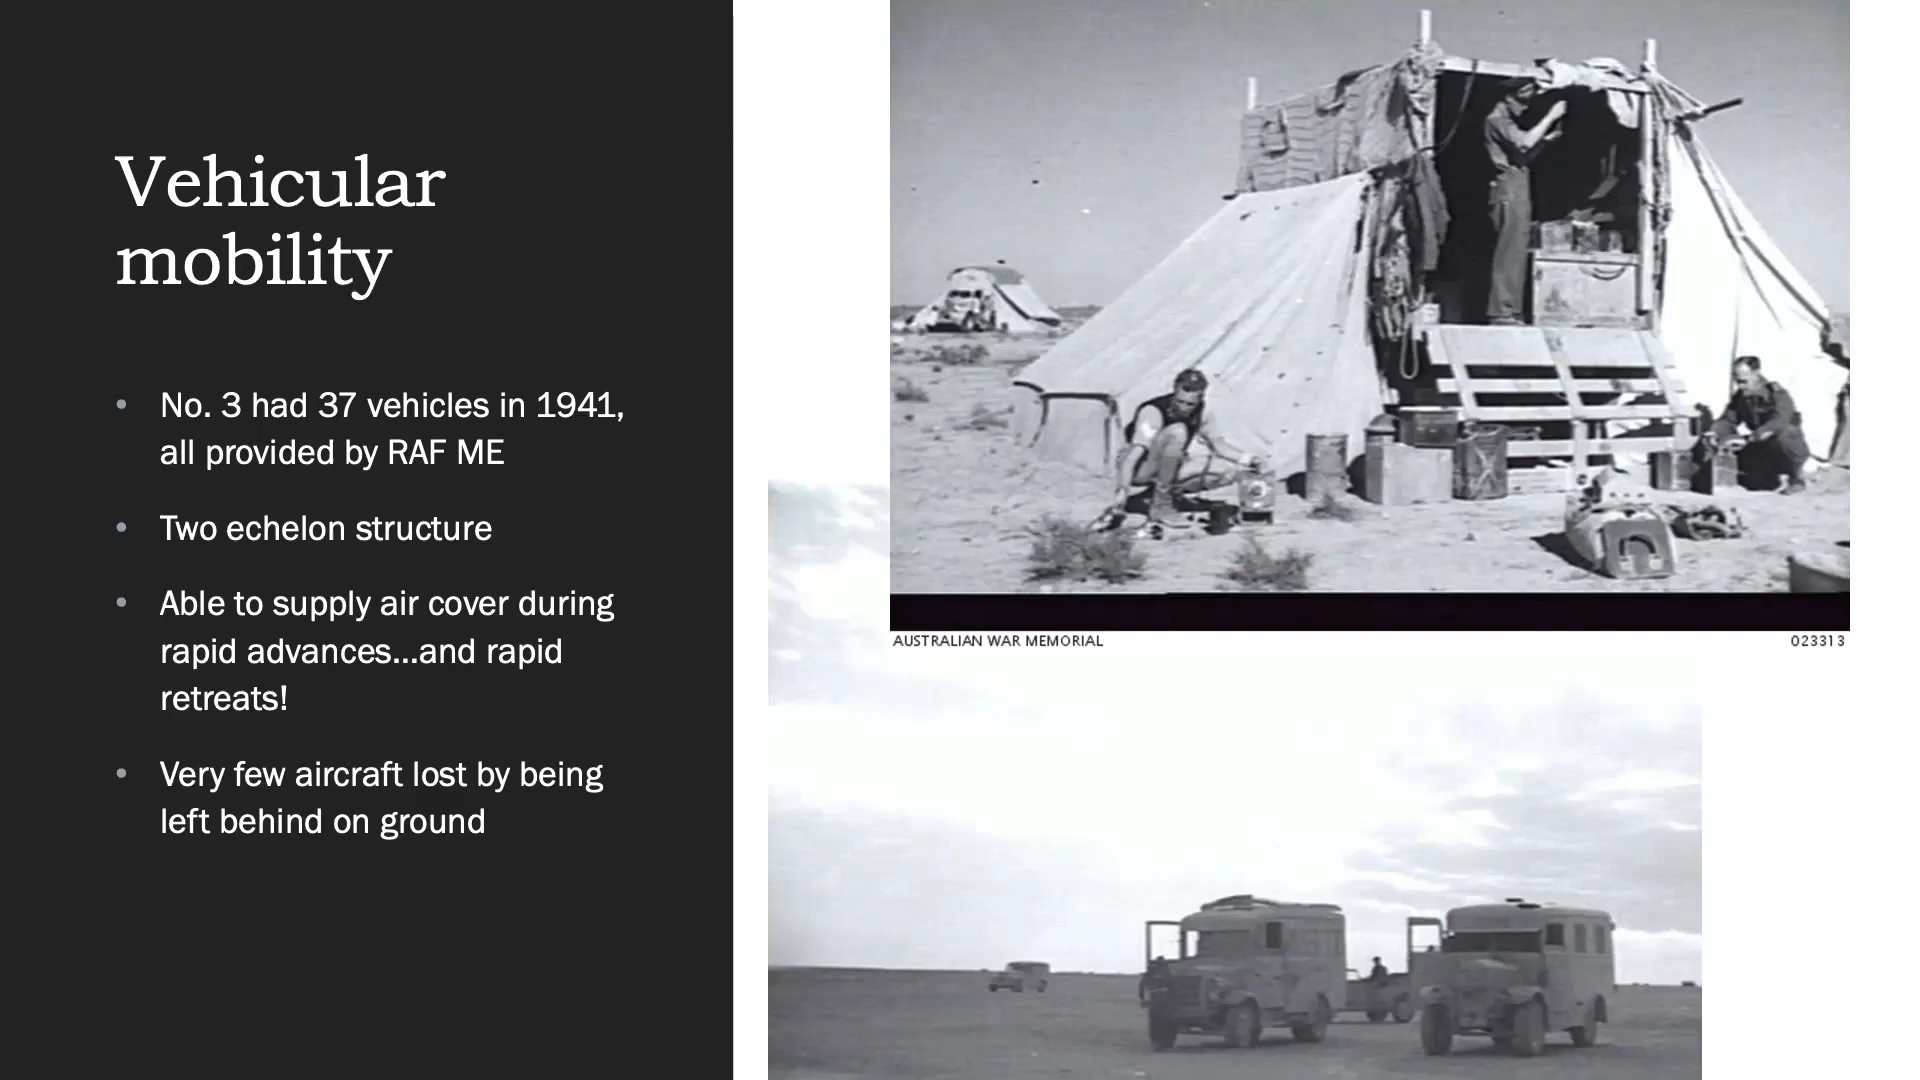 Vehicular
mobility
• No. 3 had 37 vehicles in 1941,
all provided by RAF ME
• Two echelon structure
• Able to supply air cover during
rapid advances...and rapid
retreats!
• Very few aircraft lost by being
left behind on ground
AUSTRALIAN WAR MEMORIAL 023313